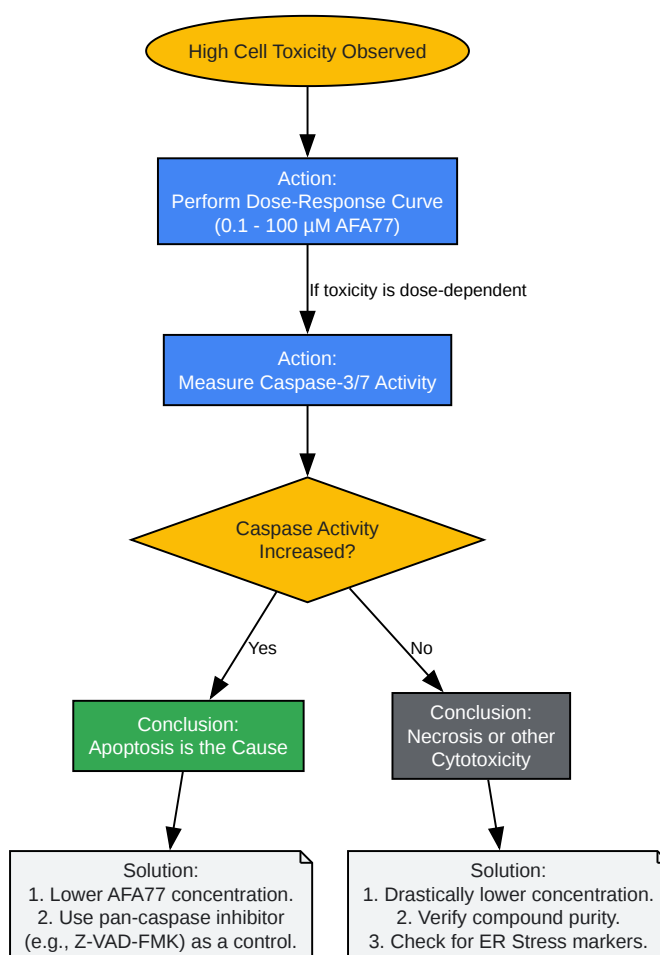 High Cell Toxicity Observed
Action:
Perform Dose-Response Curve
(0.1 - 100 µM AFA77)
If toxicity is dose-dependent
Action:
Measure Caspase-3/7 Activity
Caspase Activity
Increased?
Yes
No
Conclusion:
Apoptosis is the Cause
Conclusion:
Necrosis or other
Cytotoxicity
Solution:
1. Lower AFA77 concentration.
2. Use pan-caspase inhibitor
(e.g., Z-VAD-FMK) as a control.
Solution:
1. Drastically lower concentration.
2. Verify compound purity.
3. Check for ER Stress markers.